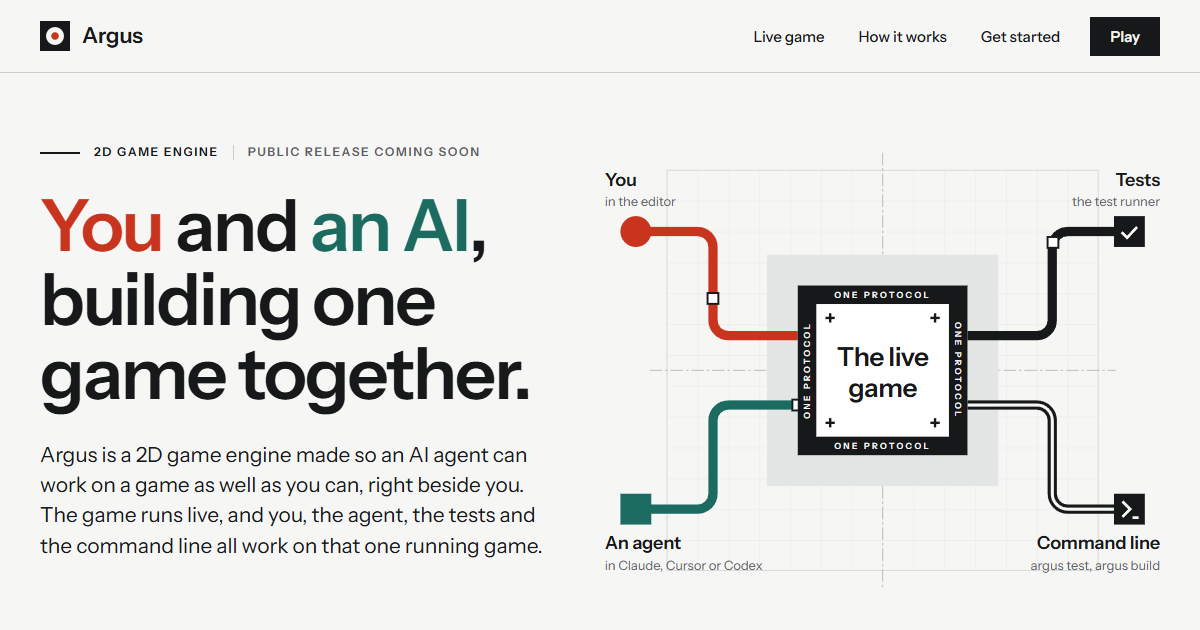 Argus
Live game
How it works
Get started
Play
2D GAME ENGINE
PUBLIC RELEASE COMING SOON
You and an AI,
building one
game together.
Argus is a 2D game engine made so an AI agent can
work on a game as well as you can, right beside you.
The game runs live, and you, the agent, the tests and
the command line all work on that one running game.
You
in the editor
Tests
the test runner
ONE PROTOCOL
ONE PROTOCOL
The live
game
ONE PROTOCOL
ONE PROTOCOL
An agent
in Claude, Cursor or Codex
Command line
argus test, argus build